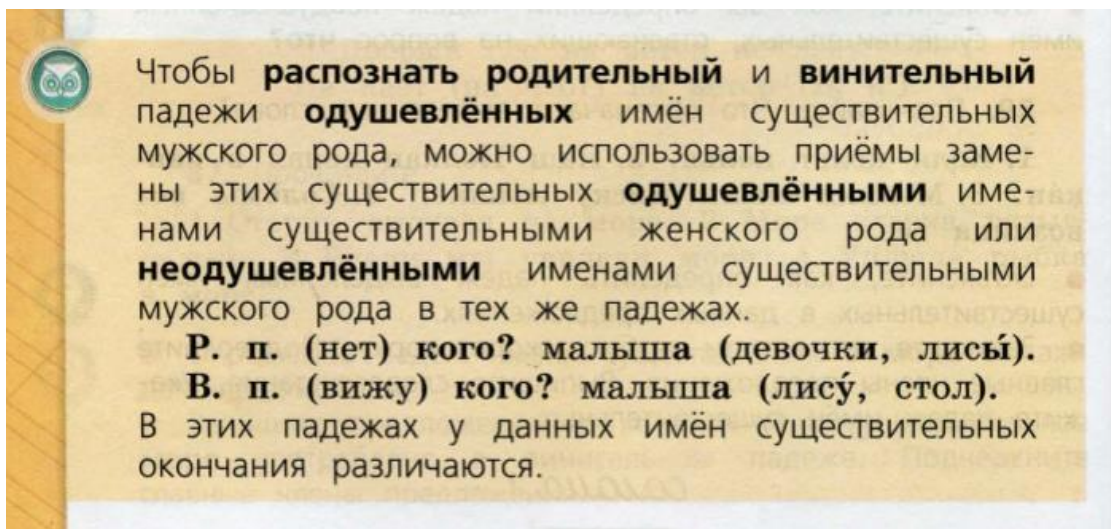 Чтобы распознать родительный и винительный
падежи одушевлённых имён существительных
мужского рода, можно использовать приёмы заме-
ны этих существительных одушевлёнными име-
нами существительными женского рода или
неодушевлёнными именами существительными
мужского рода в тех же падежах.
Р. п. (нет) кого? малыша (девочки, лисы́).
В. п. (вижу) кого? малыша (лису́, стол).
В этих падежах у данных имён существительных
окончания различаются.